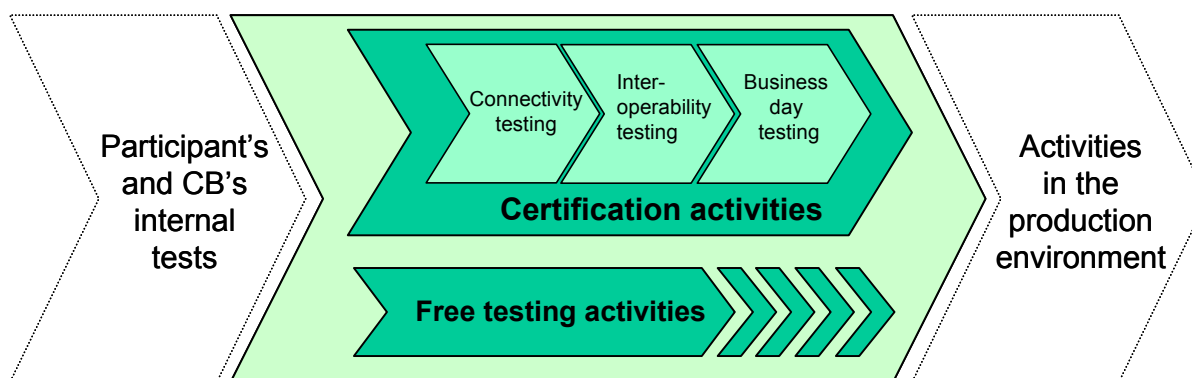 Participant's
and CB's
internal
tests
Connectivity
testing
Inter-
operability
testing
Business
day
testing
Certification activities
Free testing activities
Activities
in the
production
environment